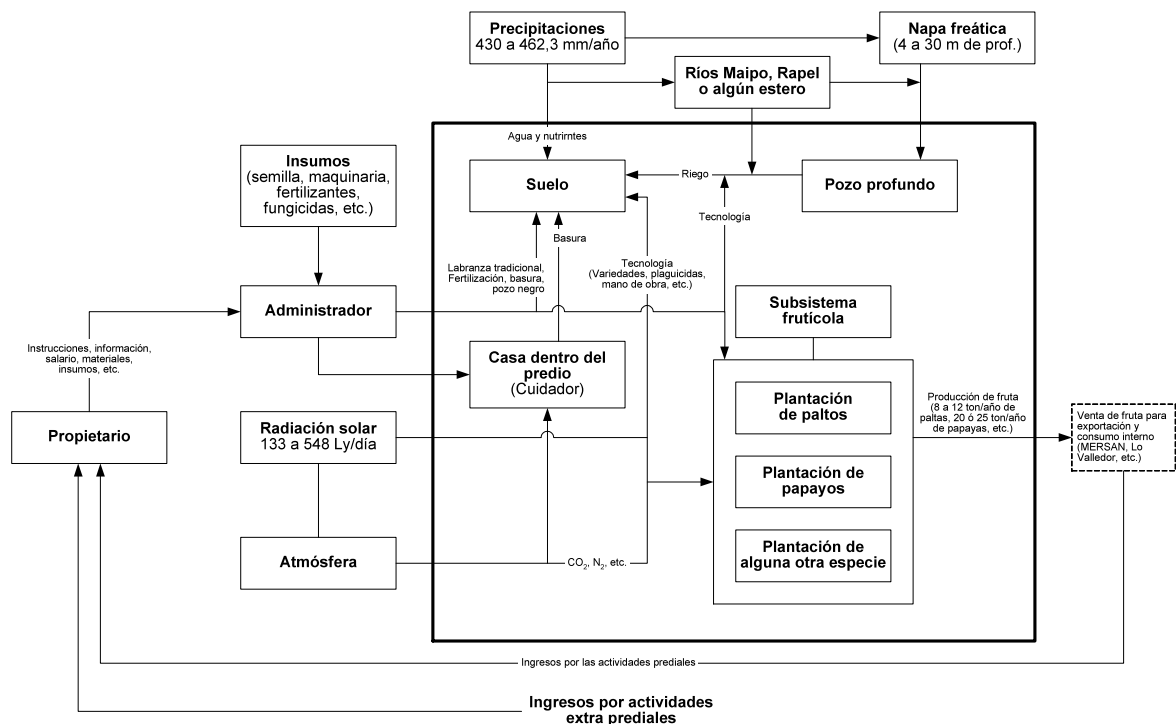 Precipitaciones
430 a 462,3 mm/año
Napa freática
(4 a 30 m de prof.)
Ríos Maipo, Rapel
o algún estero
Agua y nutrirntes
Insumos
(semilla, maquinaria,
fertilizantes,
fungicidas, etc.)
Suelo
Riego
Pozo profundo
Tecnología
Basura
Labranza tradicional,
Fertilización, basura,
pozo negro
Tecnología
(Variedades, plaguicidas,
mano de obra, etc.)
Administrador
Subsistema
frutícola
Instrucciones, información,
salario, materiales,
insumos, etc.
Casa dentro del
predio
(Cuidador)
Plantación
de paltos
Producción de fruta
(8 a 12 ton/año de
paltas, 20 ó 25 ton/año
de papayas, etc.)
Venta de fruta para
exportación y
consumo interno
(MERSAN, Lo
Valledor, etc.)
Propietario
Radiación solar
133 a 548 Ly/día
Plantación de
papayos
Atmósfera
CO2, N2, etc.
Plantación de
alguna otra especie
Ingresos por las actividades prediales
Ingresos por actividades
extra prediales